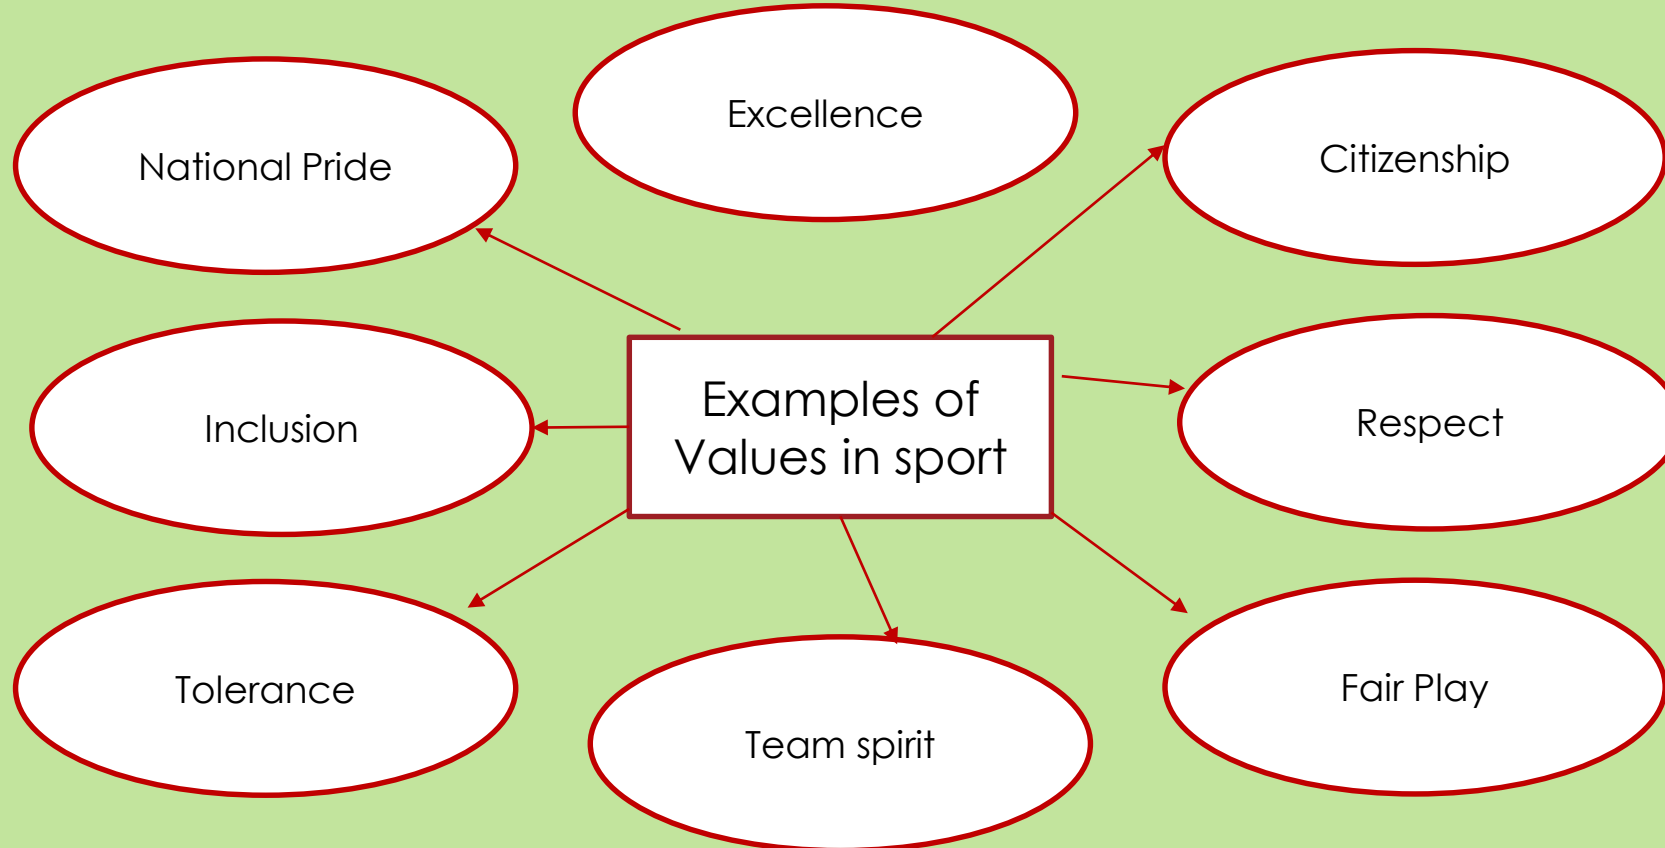 Excellence
National Pride
Citizenship
Examples of
Values in sport
Inclusion
Respect
Tolerance
Team spirit
Fair Play